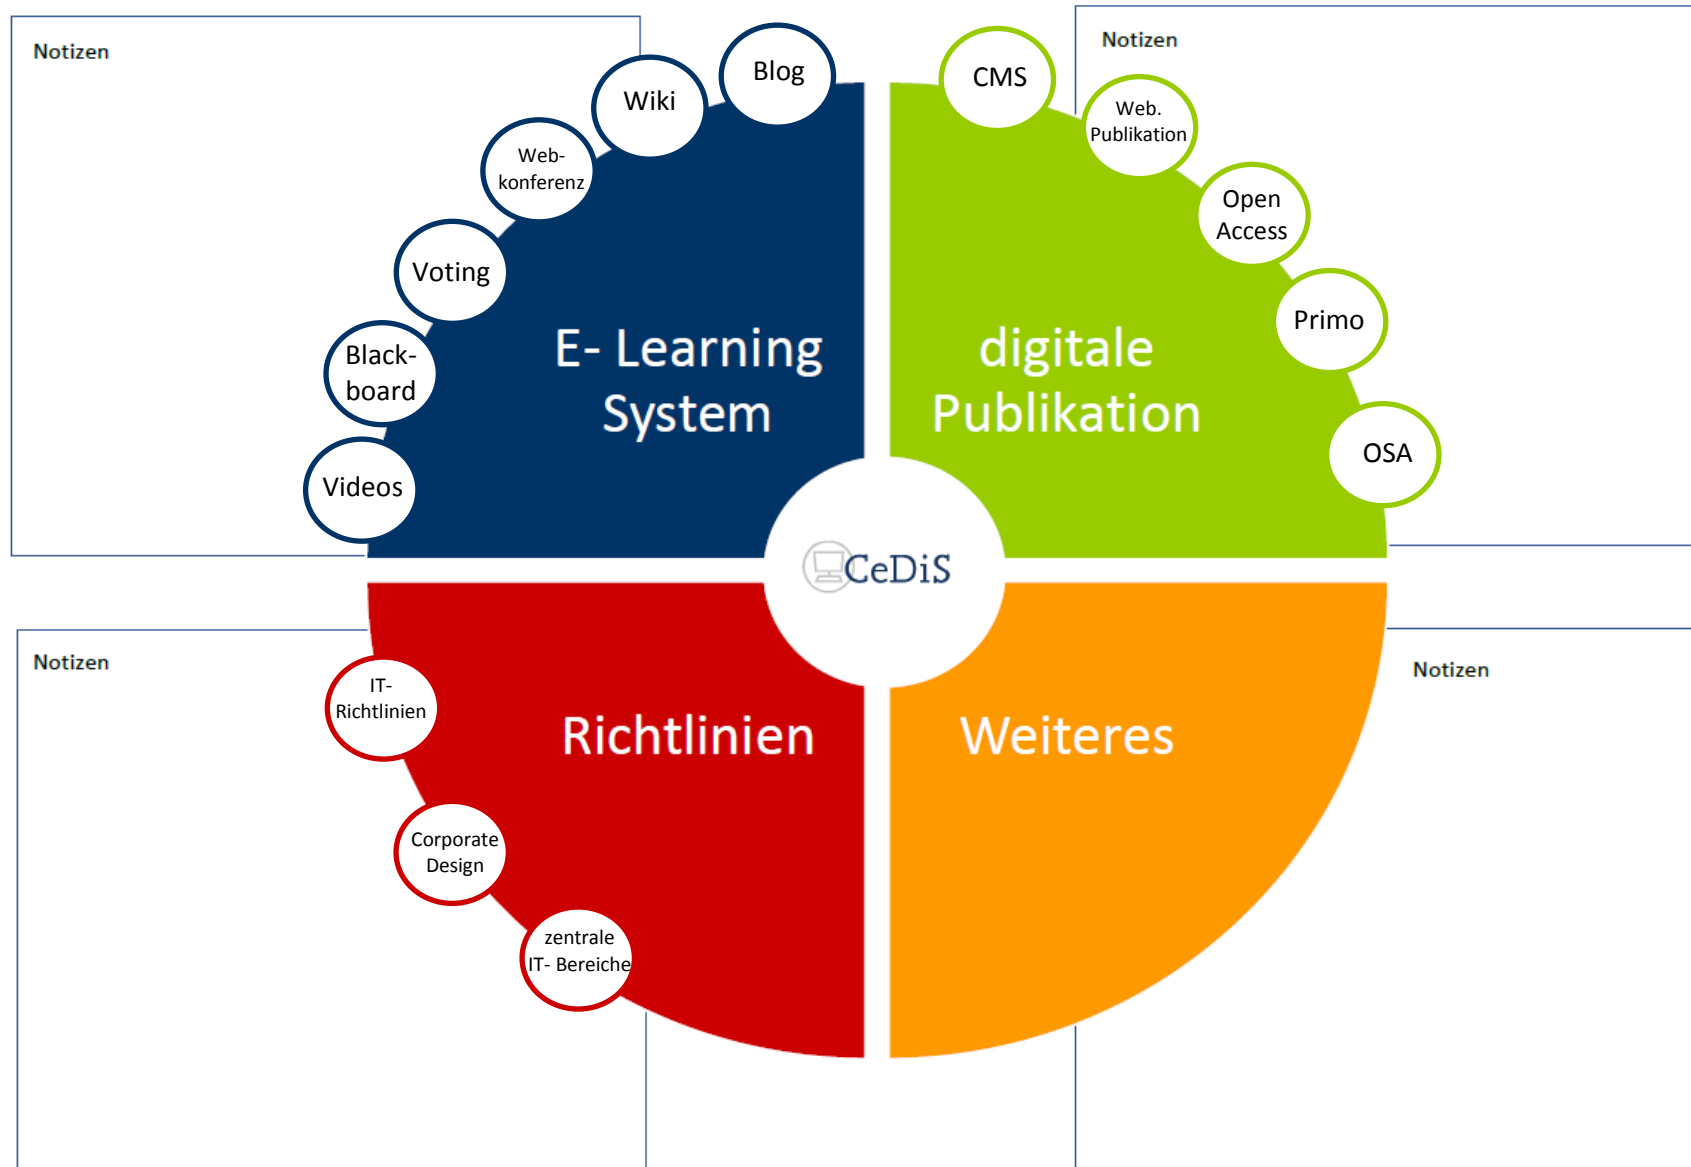 Notizen
Blog
Wiki
Web-
konferenz
Voting
Black-
board
Videos
E- Learning
System
Notizen
CMS
Web.
Publikation
Open
Access
Primo
OSA
digitale
Publikation
CeDiS
Notizen
IT-
Richtlinien
Corporate
Design
zentrale
IT- Bereiche
Richtlinien
Weiteres
Notizen